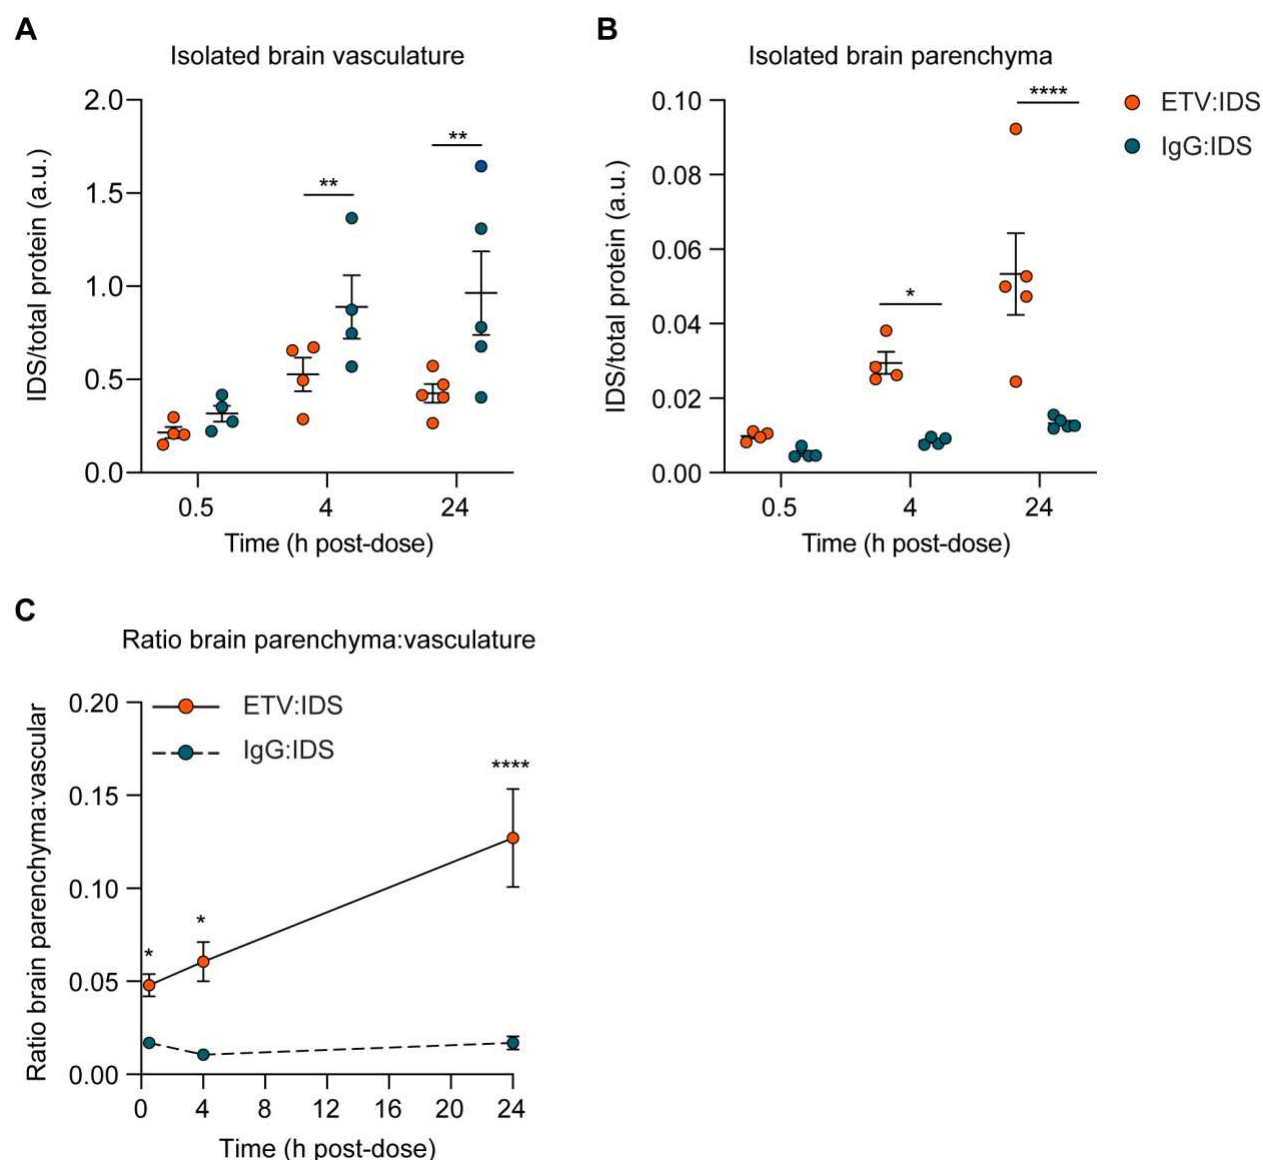 A
Isolated brain vasculature
IDS/total protein (a.u.)
2.0
1.5
1.0
0.5
0.0
**
**
0.5 4 24
Time (h post-dose)
B
Isolated brain parenchyma
IDS/total protein (a.u.)
0.10
0.08
0.06
0.04
0.02
0.00
*
****
0.5 4 24
Time (h post-dose)
ETV:IDS
IgG:IDS
C
Ratio brain parenchyma:vasculature
Ratio brain parenchyma:vascular
0.20
0.15
0.10
0.05
0.00
ETV:IDS
IgG:IDS
*
*
****
0 4 8 12 16 20 24
Time (h post-dose)